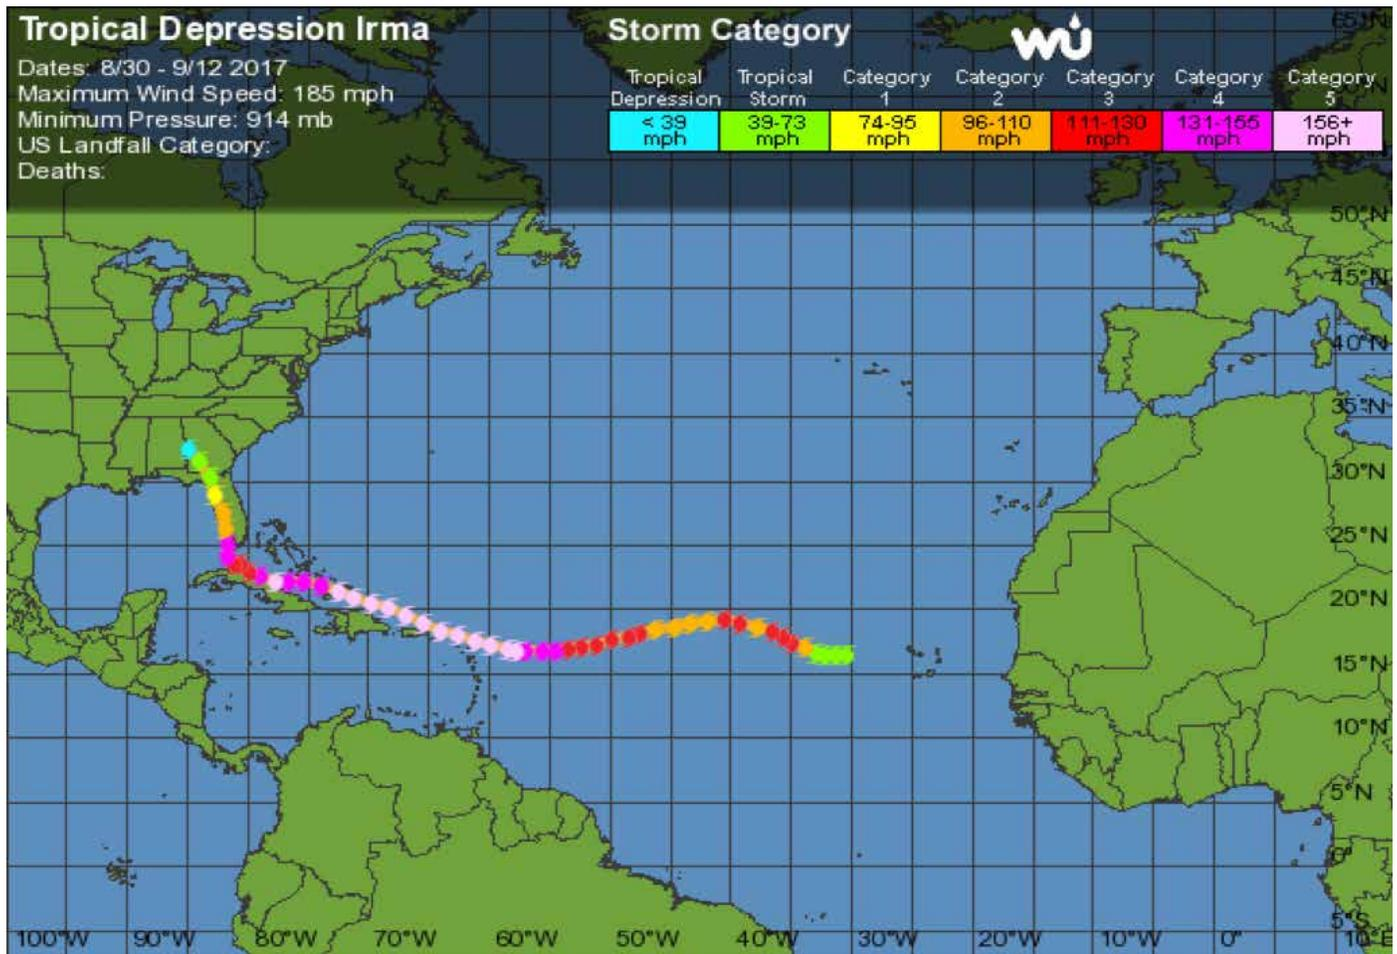 Tropical Depression Irma
Dates: 8/30 - 9/12 2017
Maximum Wind Speed: 185 mph
Minimum Pressure: 914 mb
US Landfall Category:
Deaths:
Storm Category
wu
Tropical Depression
< 39 mph
Tropical Storm
39-73 mph
Category 1
74-95 mph
Category 2
96-110 mph
Category 3
111-130 mph
Category 4
131-155 mph
Category 5
156+ mph
65°N
50°N
45°N
40°N
35°N
30°N
25°N
20°N
15°N
10°N
5°N
0°
5°S
100°W 90°W 80°W 70°W 60°W 50°W 40°W 30°W 20°W 10°W 0° 10°E